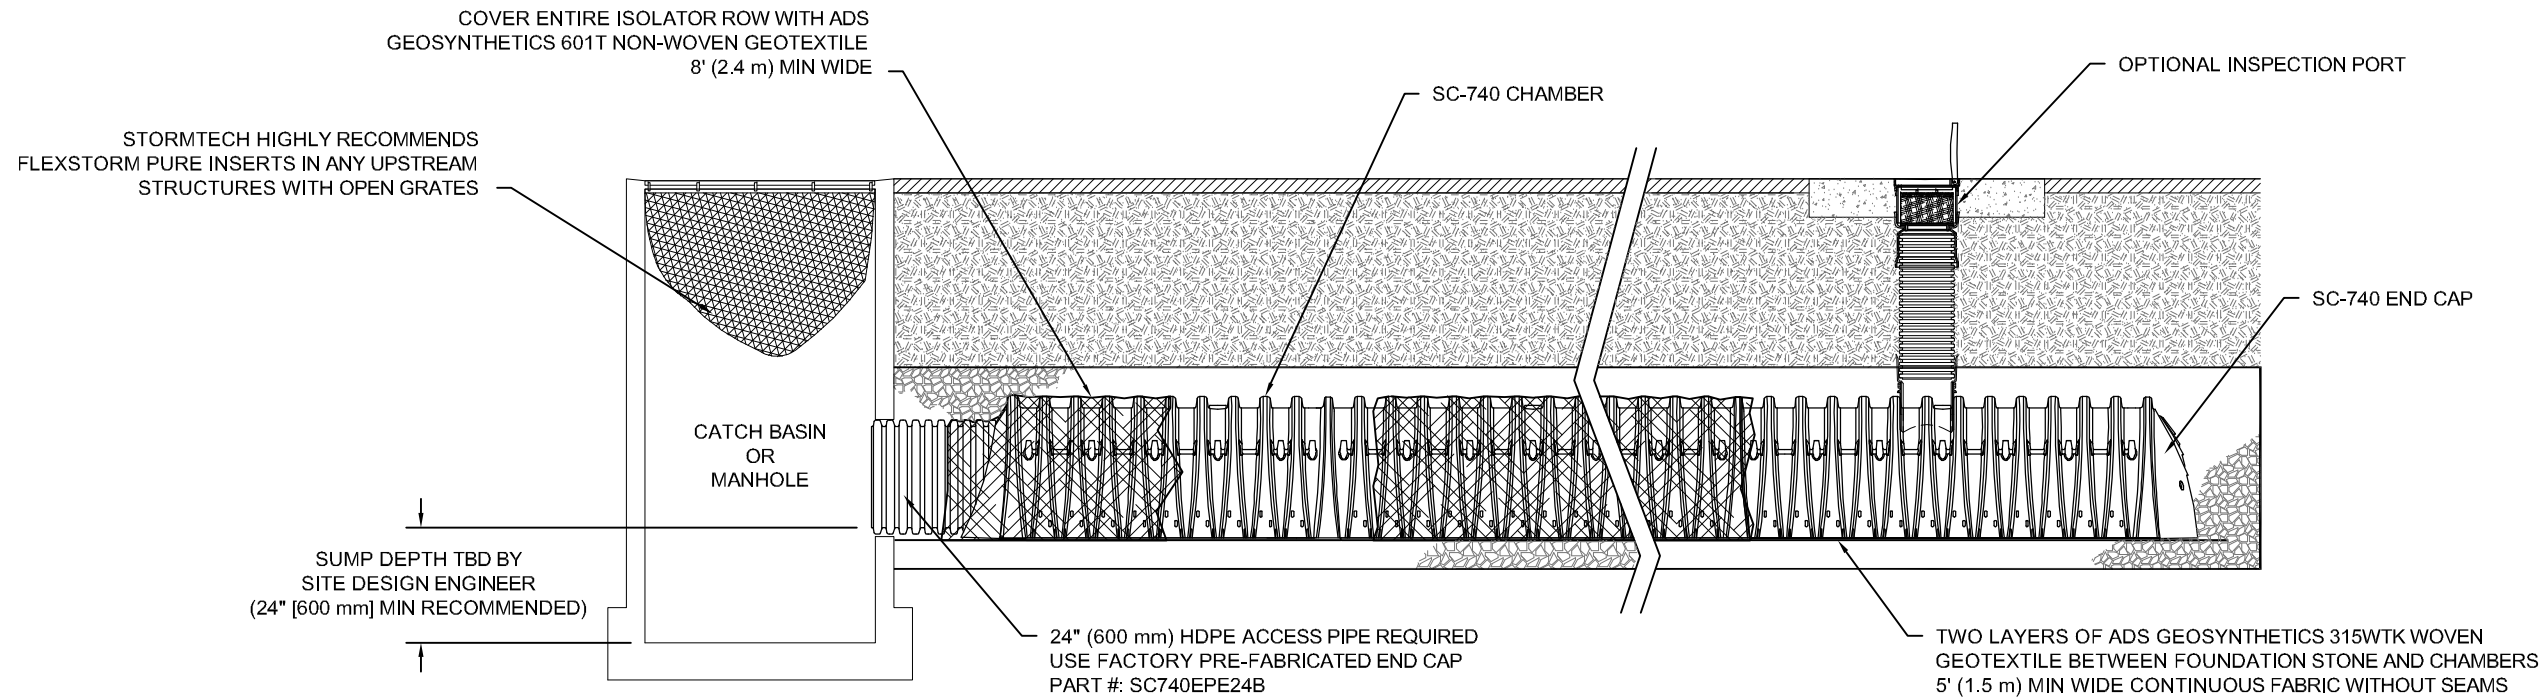 COVER ENTIRE ISOLATOR ROW WITH ADS
GEOSYNTHETICS 601T NON-WOVEN GEOTEXTILE
8' (2.4 m) MIN WIDE
OPTIONAL INSPECTION PORT
SC-740 CHAMBER
STORMTECH HIGHLY RECOMMENDS
FLEXSTORM PURE INSERTS IN ANY UPSTREAM
STRUCTURES WITH OPEN GRATES
SC-740 END CAP
CATCH BASIN
OR
MANHOLE
SUMP DEPTH TBD BY
SITE DESIGN ENGINEER
(24" [600 mm] MIN RECOMMENDED)
24" (600 mm) HDPE ACCESS PIPE REQUIRED
USE FACTORY PRE-FABRICATED END CAP
PART #: SC740EPE24B
TWO LAYERS OF ADS GEOSYNTHETICS 315WTK WOVEN
GEOTEXTILE BETWEEN FOUNDATION STONE AND CHAMBERS
5' (1.5 m) MIN WIDE CONTINUOUS FABRIC WITHOUT SEAMS